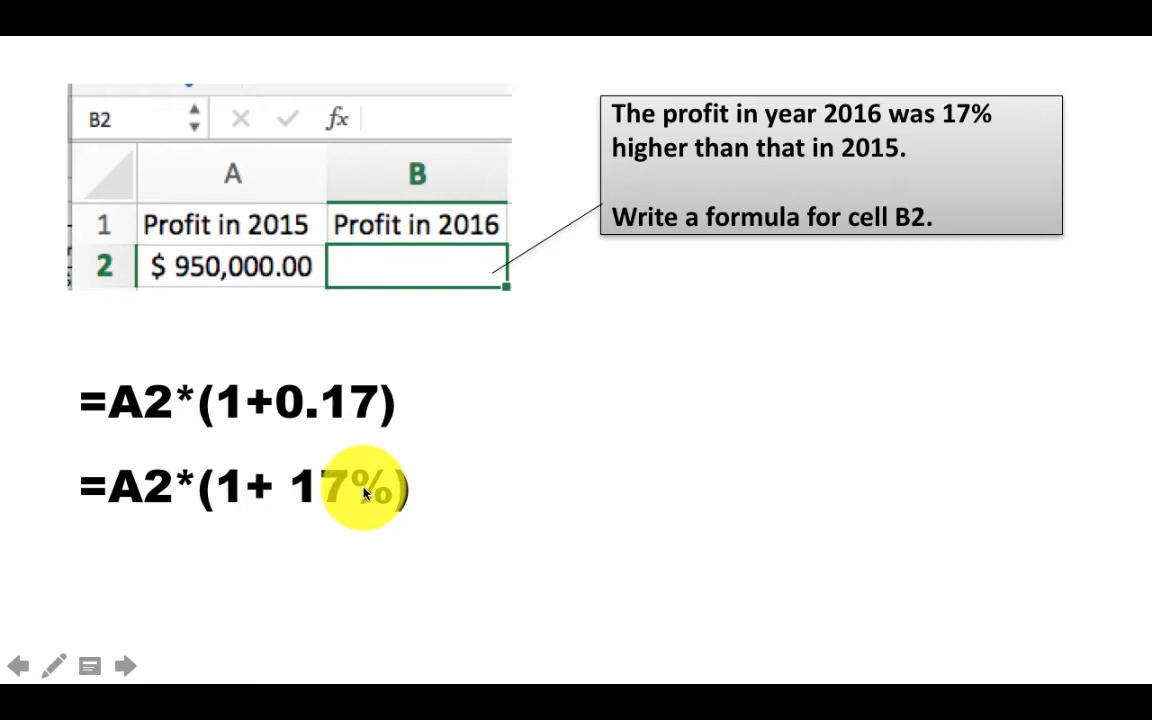 B2 fx
A B
1 Profit in 2015 Profit in 2016
2 $ 950,000.00
The profit in year 2016 was 17%
higher than that in 2015.
Write a formula for cell B2.
=A2*(1+0.17)
=A2*(1+ 17%)